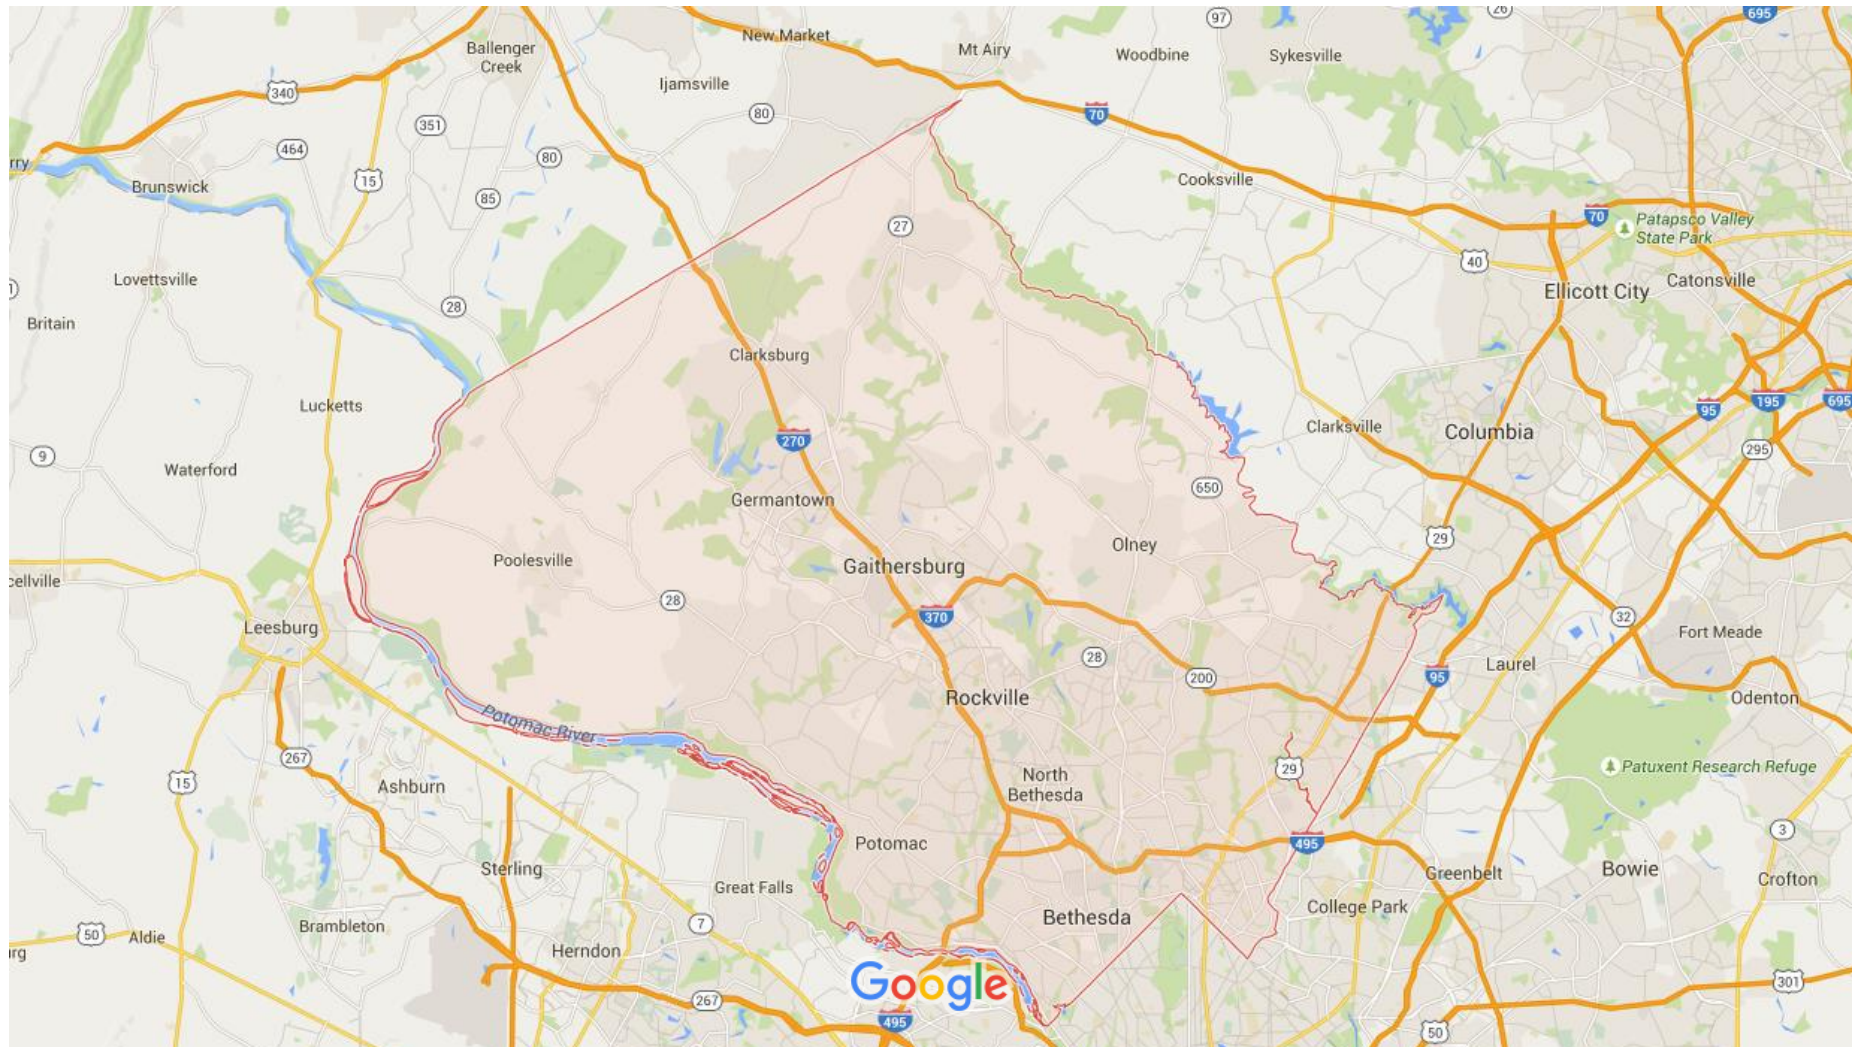 97
26
695
New Market
Mt Airy
Woodbine
Sykesville
Ballenger
Creek
Ijamsville
340
80
70
351
464
80
rry
15
Brunswick
85
Cooksville
27
70
Patapsco Valley
State Park
40
Lovettsville
Catonsville
Ellicott City
28
Britain
Clarksburg
Lucketts
95
195
695
Clarksville
Columbia
270
295
9
Waterford
650
Germantown
29
Olney
Poolesville
Gaithersburg
cellville
28
370
32
Leesburg
Fort Meade
28
Laurel
200
95
Rockville
Odenton
Potomac River
267
29
Patuxent Research Refuge
15
Ashburn
North
Bethesda
3
Potomac
495
Sterling
Greenbelt
Bowie
Great Falls
Crofton
College Park
Bethesda
Brambleton
7
50
Aldie
rg
Herndon
Google
301
267
495
50